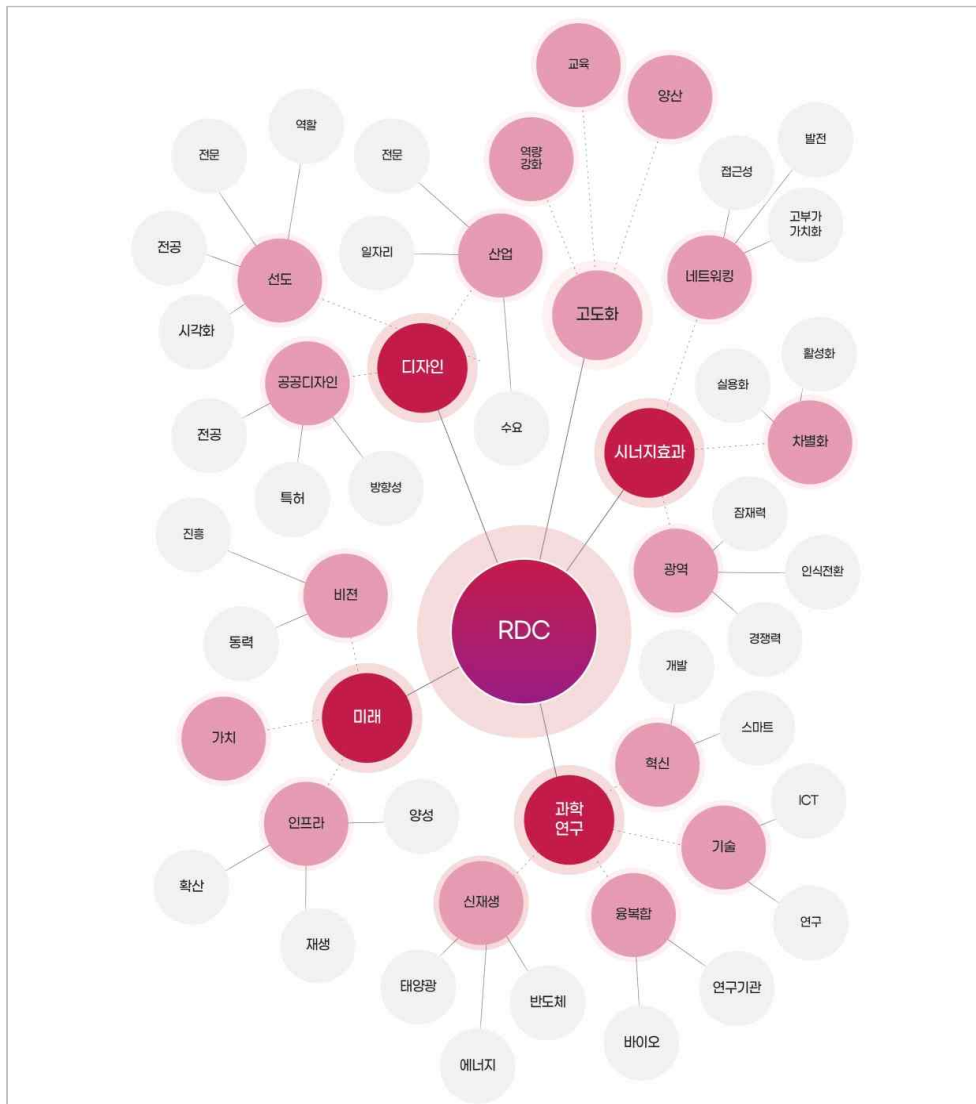 교육
양산
역할
전문
전문
역량
강화
발전
접근성
고부가
가치화
전공
선도
일자리
산업
네트워킹
시각화
고도화
디자인
공공디자인
활성화
실용화
전공
수요
시너지효과
차별화
특허
방향성
잠재력
진흥
비젼
광역
인식전환
동력
RDC
경쟁력
개발
가치
미래
스마트
혁신
인프라
양성
과학
연구
ICT
기술
확산
신재생
융복합
연구
재생
태양광
반도체
연구기관
바이오
에너지